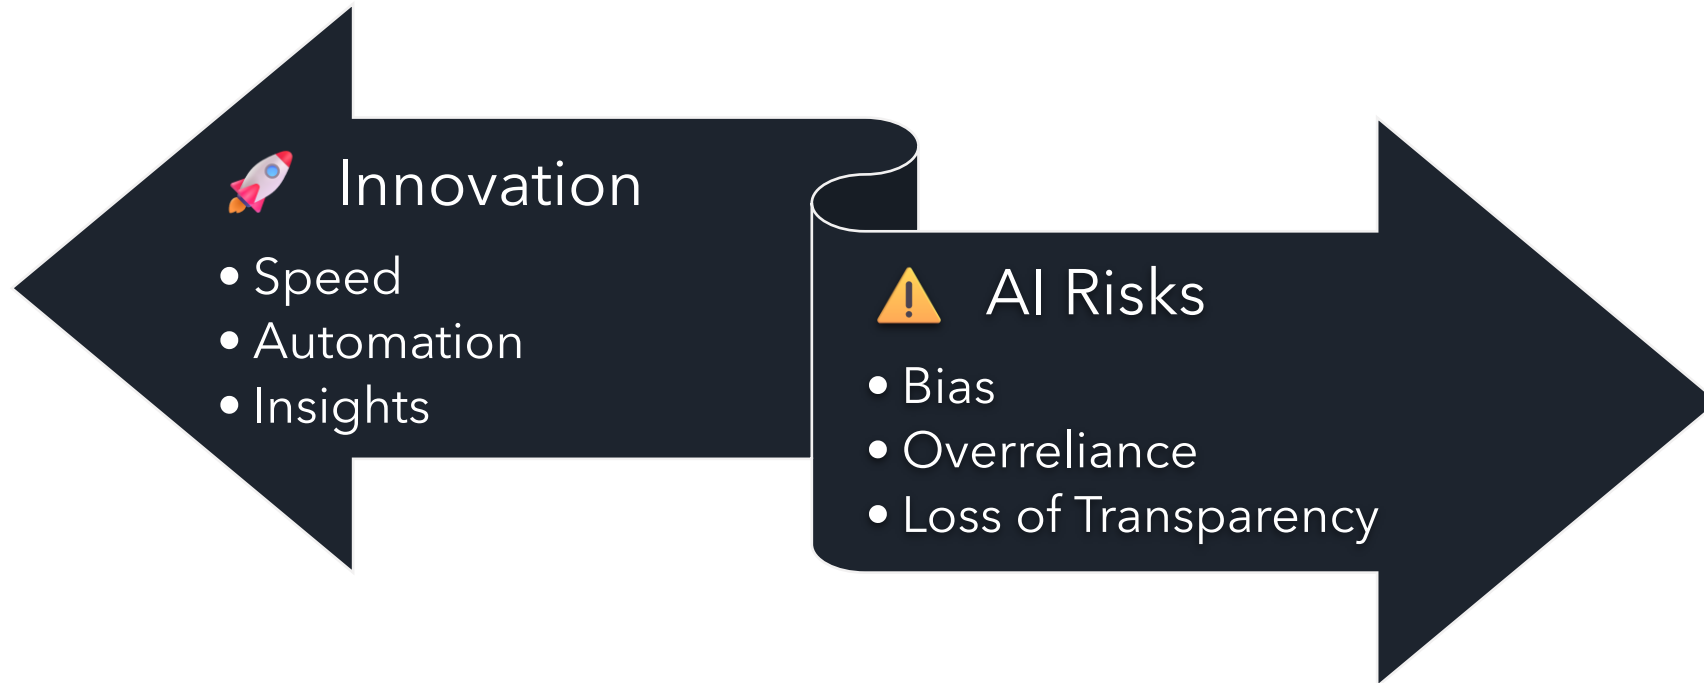 Innovation
• Speed
• Automation
• Insights
AI Risks
• Bias
• Overreliance
• Loss of Transparency